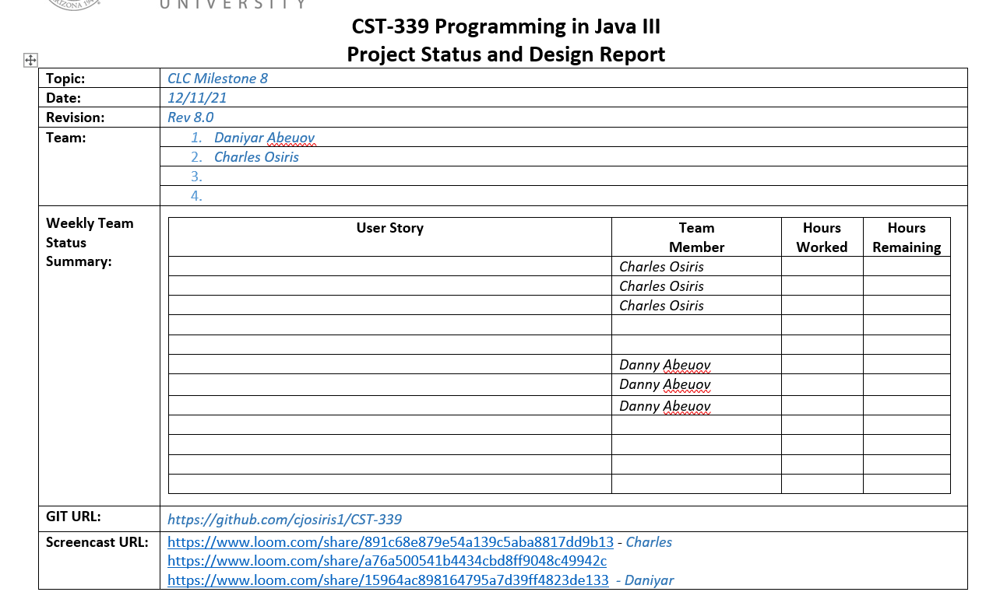 ARIZONA 194
UNIVERSITY
CST-339 Programming in Java III
Project Status and Design Report
Topic: CLC Milestone 8
Date: 12/11/21
Revision: Rev 8.0
Team: 1. Daniyar Abeuov
2. Charles Osiris
3.
4.
Weekly Team
Status
Summary:
User Story Team
Member Hours
Worked Hours
Remaining
Charles Osiris
Charles Osiris
Charles Osiris
Danny Abeuov
Danny Abeuov
Danny Abeuov
GIT URL: https://github.com/cjosiris1/CST-339
Screencast URL: https://www.loom.com/share/891c68e879e54a139c5aba8817dd9b13 - Charles
https://www.loom.com/share/a76a500541b4434cbd8ff9048c49942c
https://www.loom.com/share/15964ac898164795a7d39ff4823de133 - Daniyar